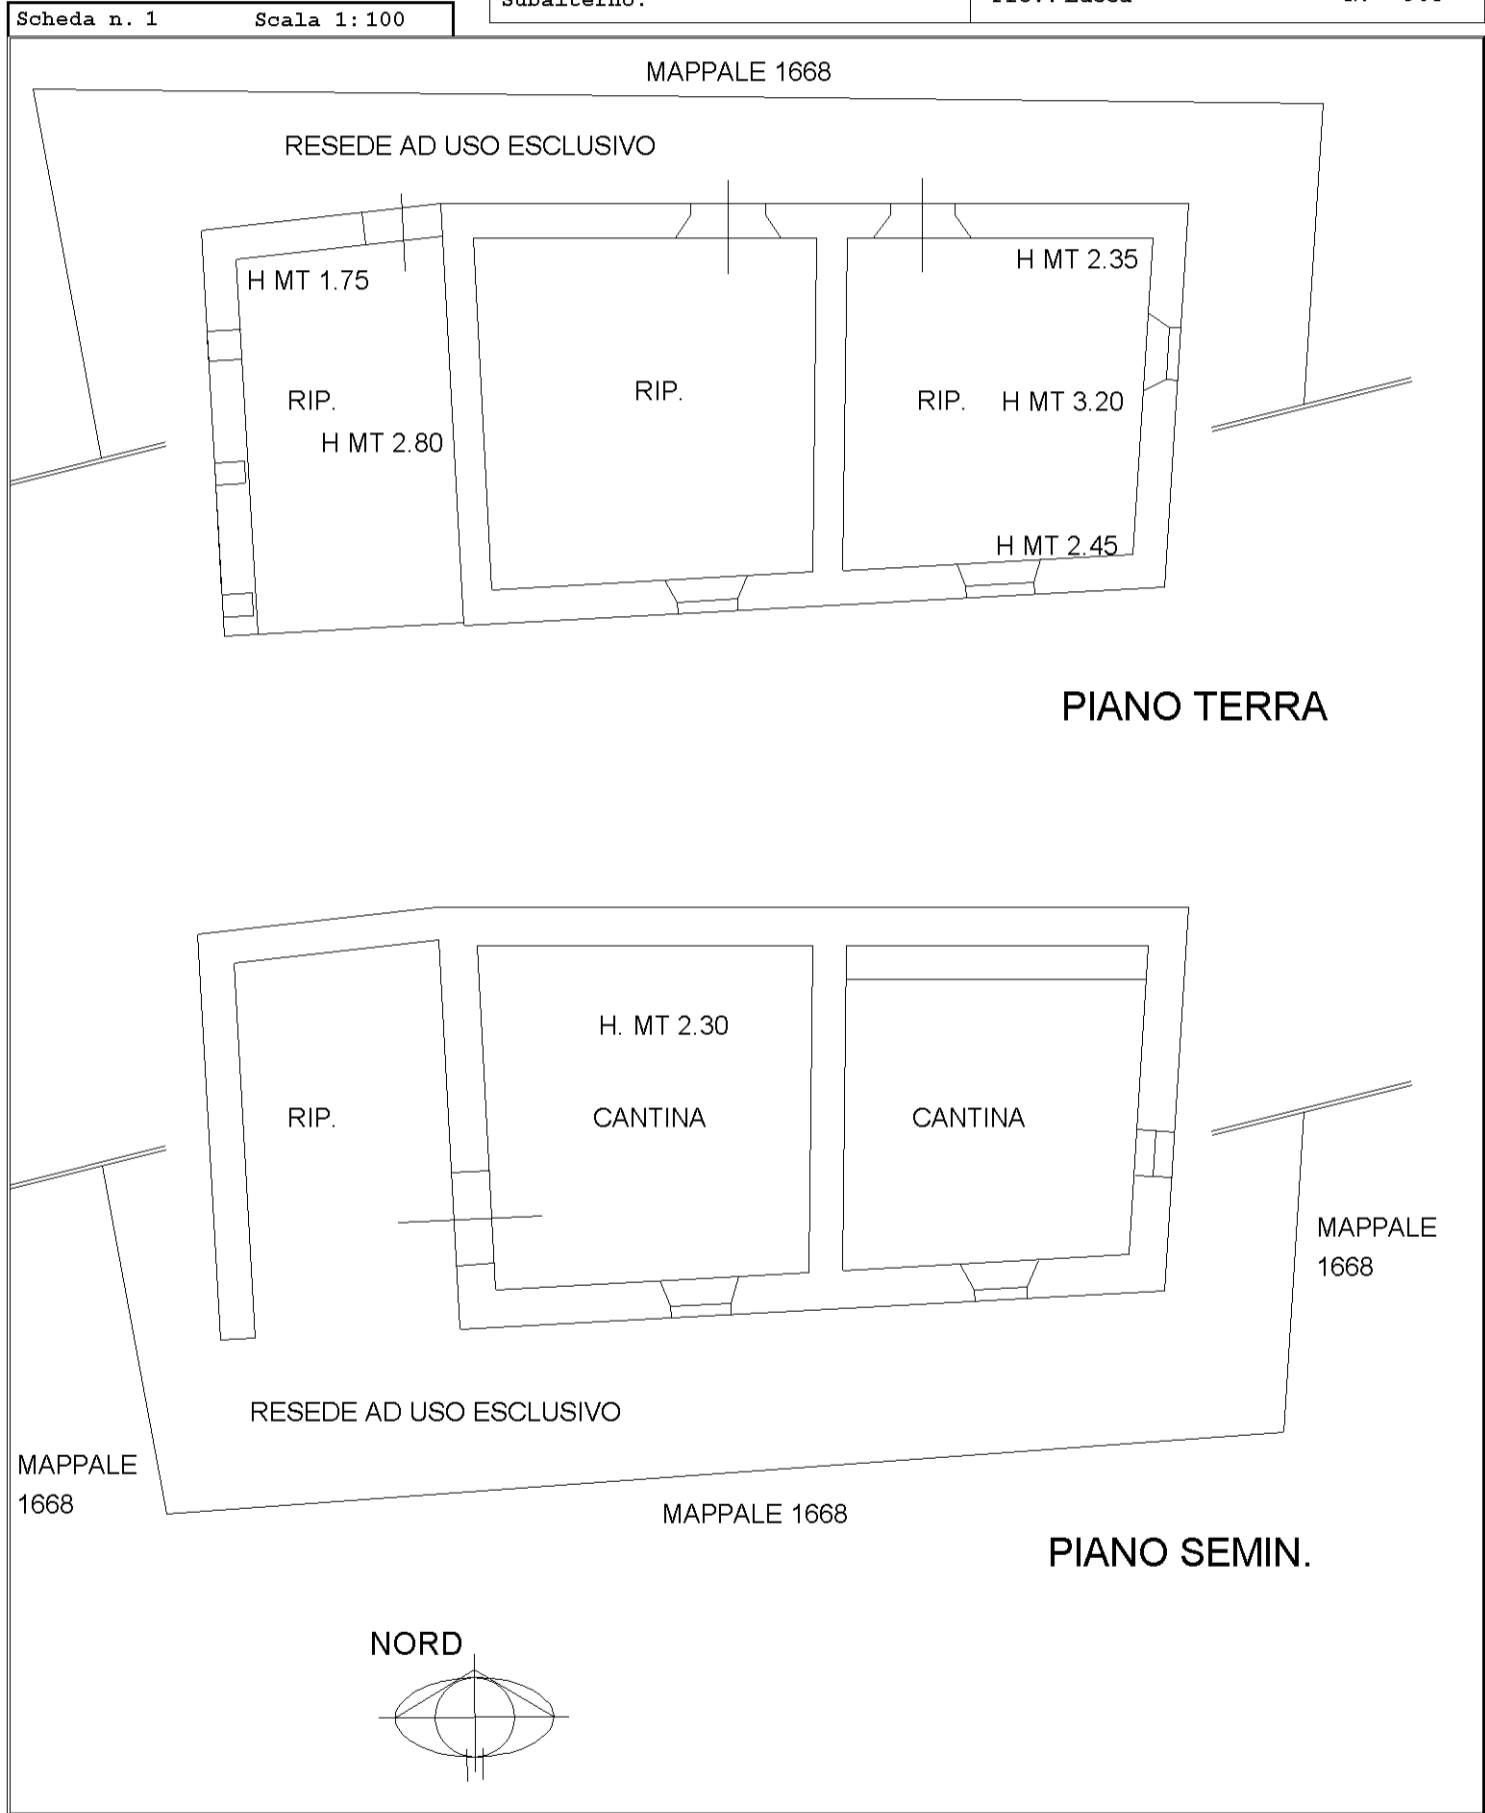 Scheda n. 1 Scala 1:100
MAPPALE 1668
RESEDE AD USO ESCLUSIVO
H MT 2.35
H MT 1.75
RIP.
RIP.
RIP. H MT 3.20
H MT 2.80
H MT 2.45
PIANO TERRA
H. MT 2.30
RIP.
CANTINA
CANTINA
MAPPALE
1668
RESEDE AD USO ESCLUSIVO
MAPPALE
1668
MAPPALE 1668
PIANO SEMIN.
NORD